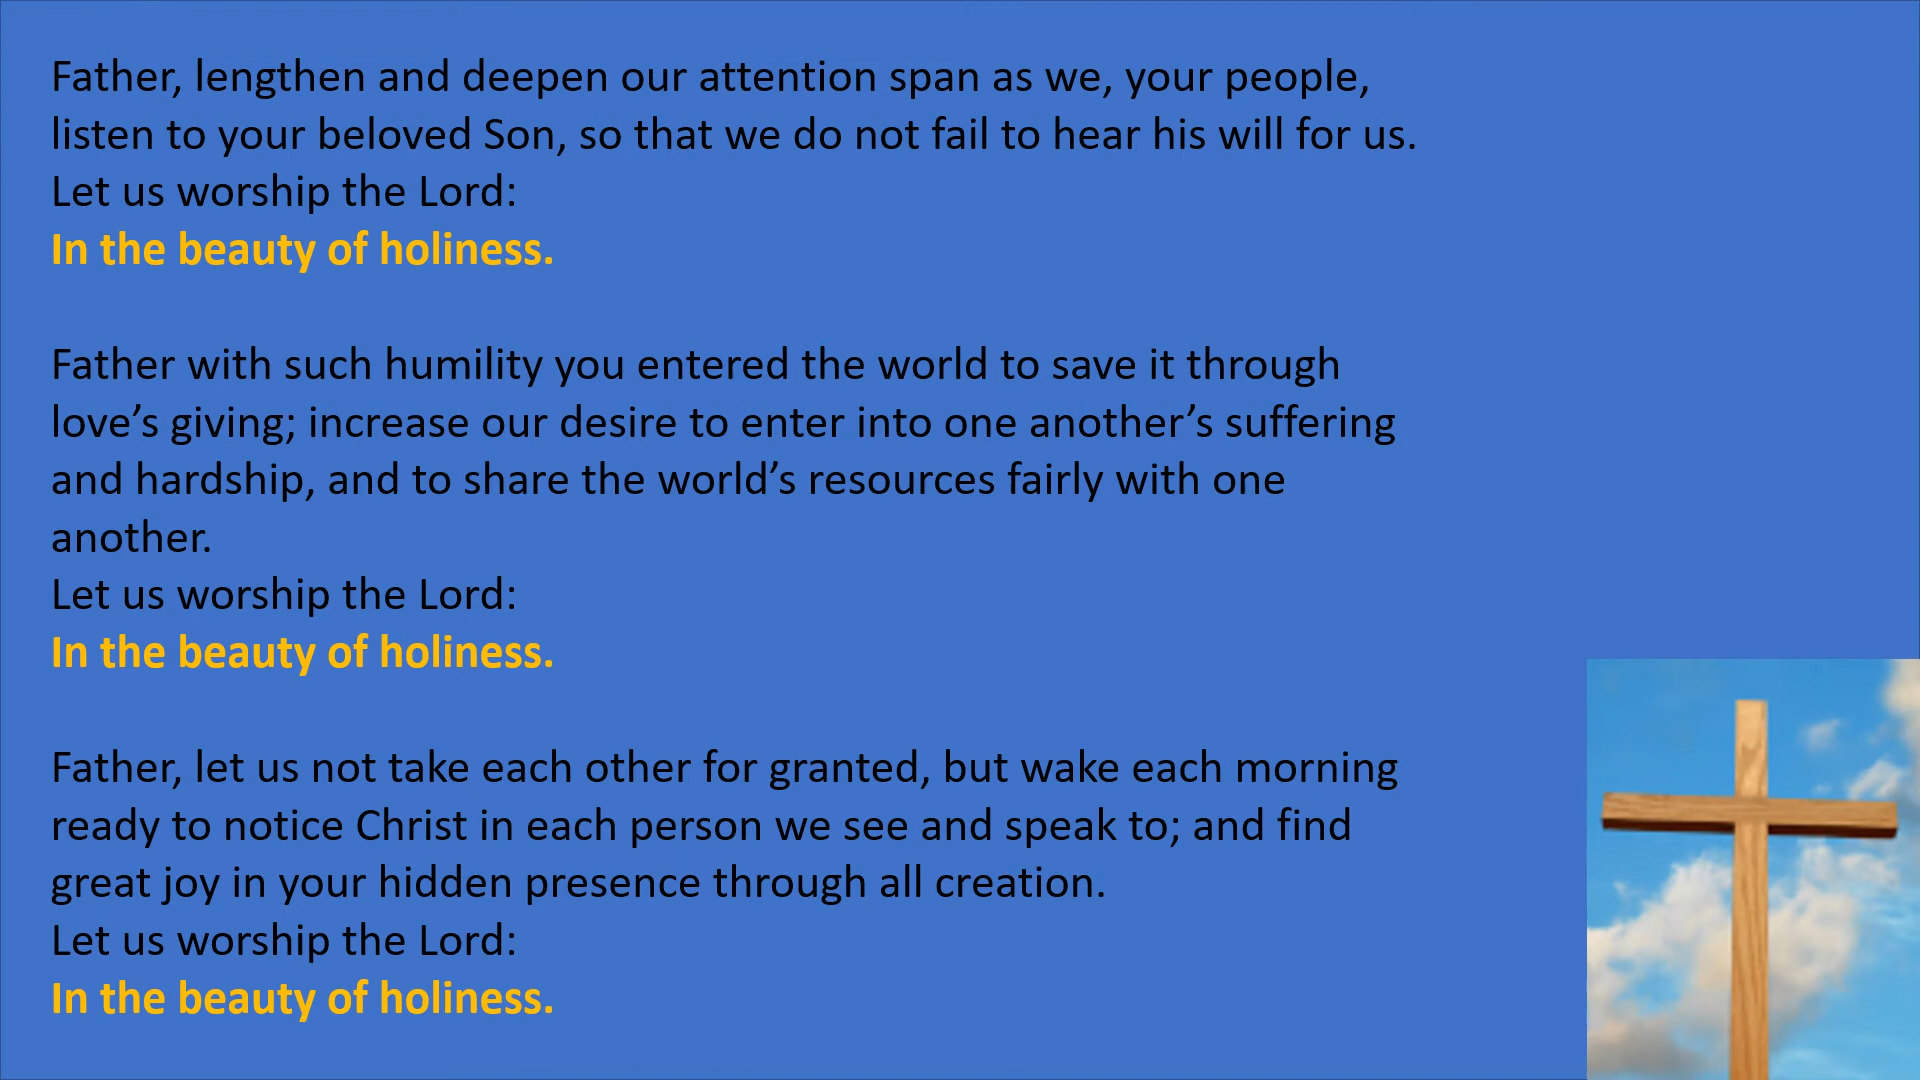 Father, lengthen and deepen our attention span as we, your people,
listen to your beloved Son, so that we do not fail to hear his will for us.
Let us worship the Lord:
In the beauty of holiness.
Father with such humility you entered the world to save it through
love’s giving; increase our desire to enter into one another’s suffering
and hardship, and to share the world’s resources fairly with one
another.
Let us worship the Lord:
In the beauty of holiness.
Father, let us not take each other for granted, but wake each morning
ready to notice Christ in each person we see and speak to; and find
great joy in your hidden presence through all creation.
Let us worship the Lord:
In the beauty of holiness.